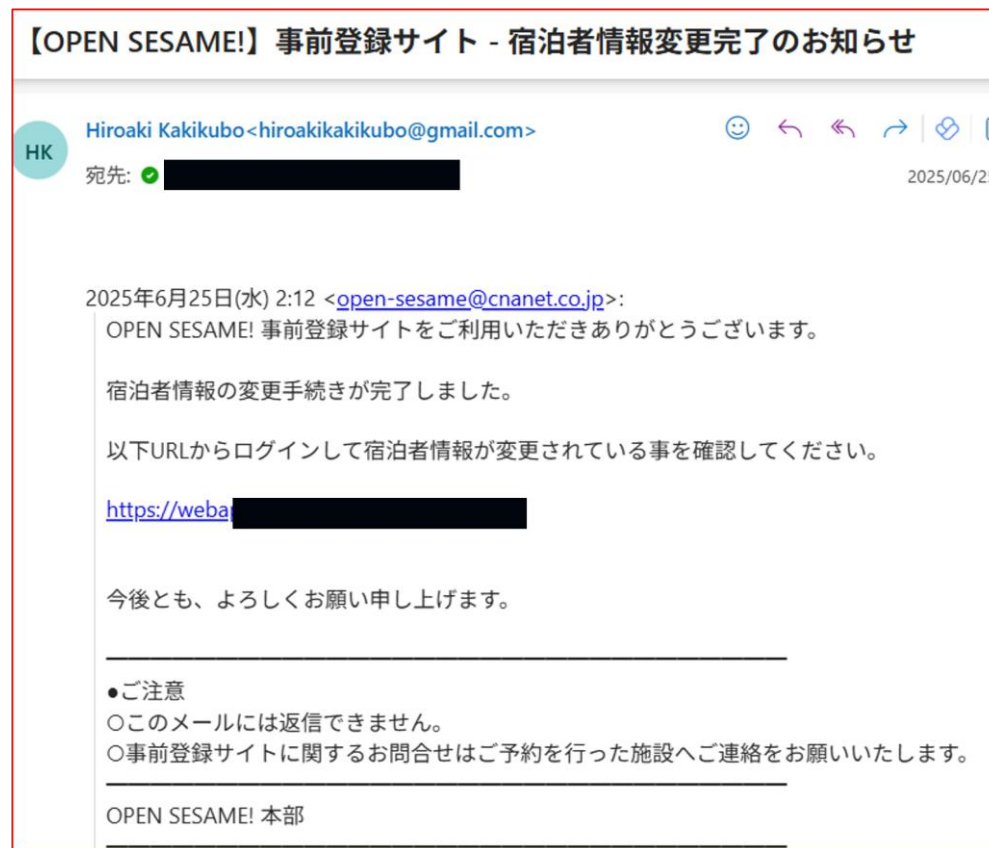 【OPEN SESAME!】事前登録サイト - 宿泊者情報変更完了のお知らせ
HK
Hiroaki Kakikubo<hiroakikakikubo@gmail.com>
宛先:
2025/06/25
2025年6月25日(水) 2:12 <open-sesame@cnanet.co.jp>:
OPEN SESAME! 事前登録サイトをご利用いただきありがとうございます。
宿泊者情報の変更手続きが完了しました。
以下URLからログインして宿泊者情報が変更されている事を確認してください。
https://weba
今後とも、よろしくお願い申し上げます。
●ご注意
○このメールには返信できません。
○事前登録サイトに関するお問合せはご予約を行った施設へご連絡をお願いいたします。
OPEN SESAME! 本部